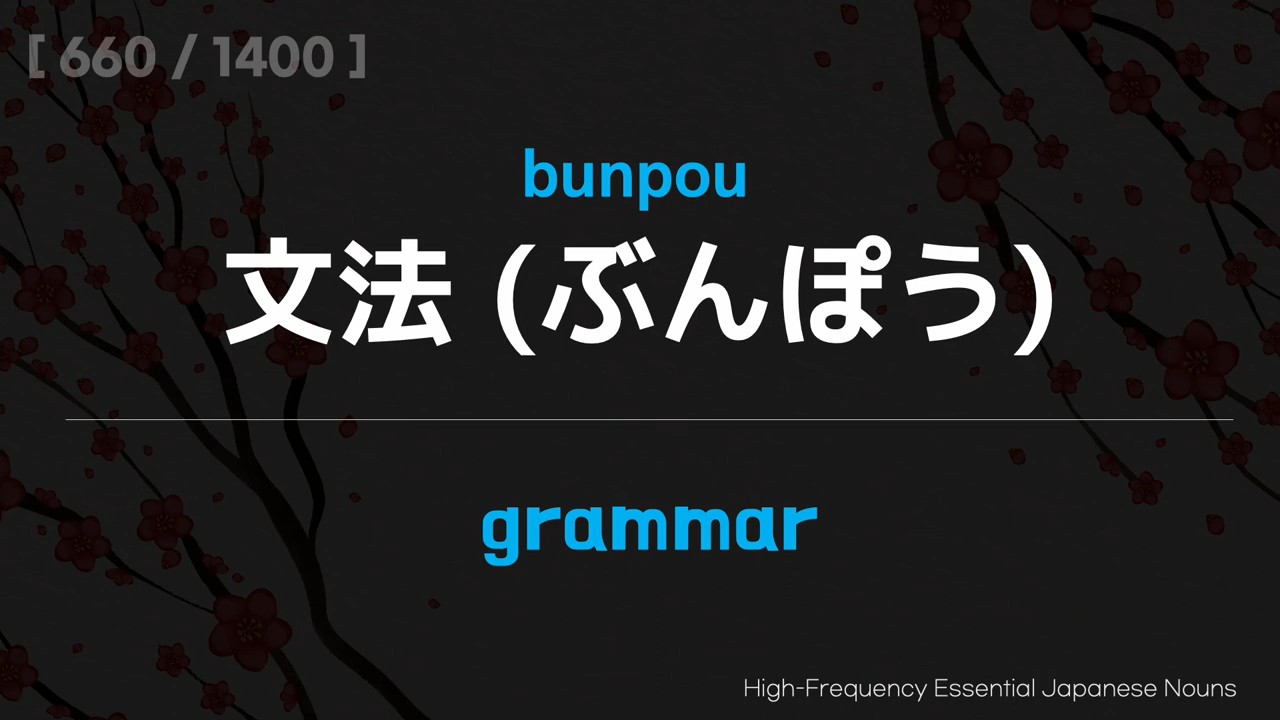 [ 660 / 1400 ]
bunpou
文法 (ぶんぽう)
grammar
High-Frequency Essential Japanese Nouns